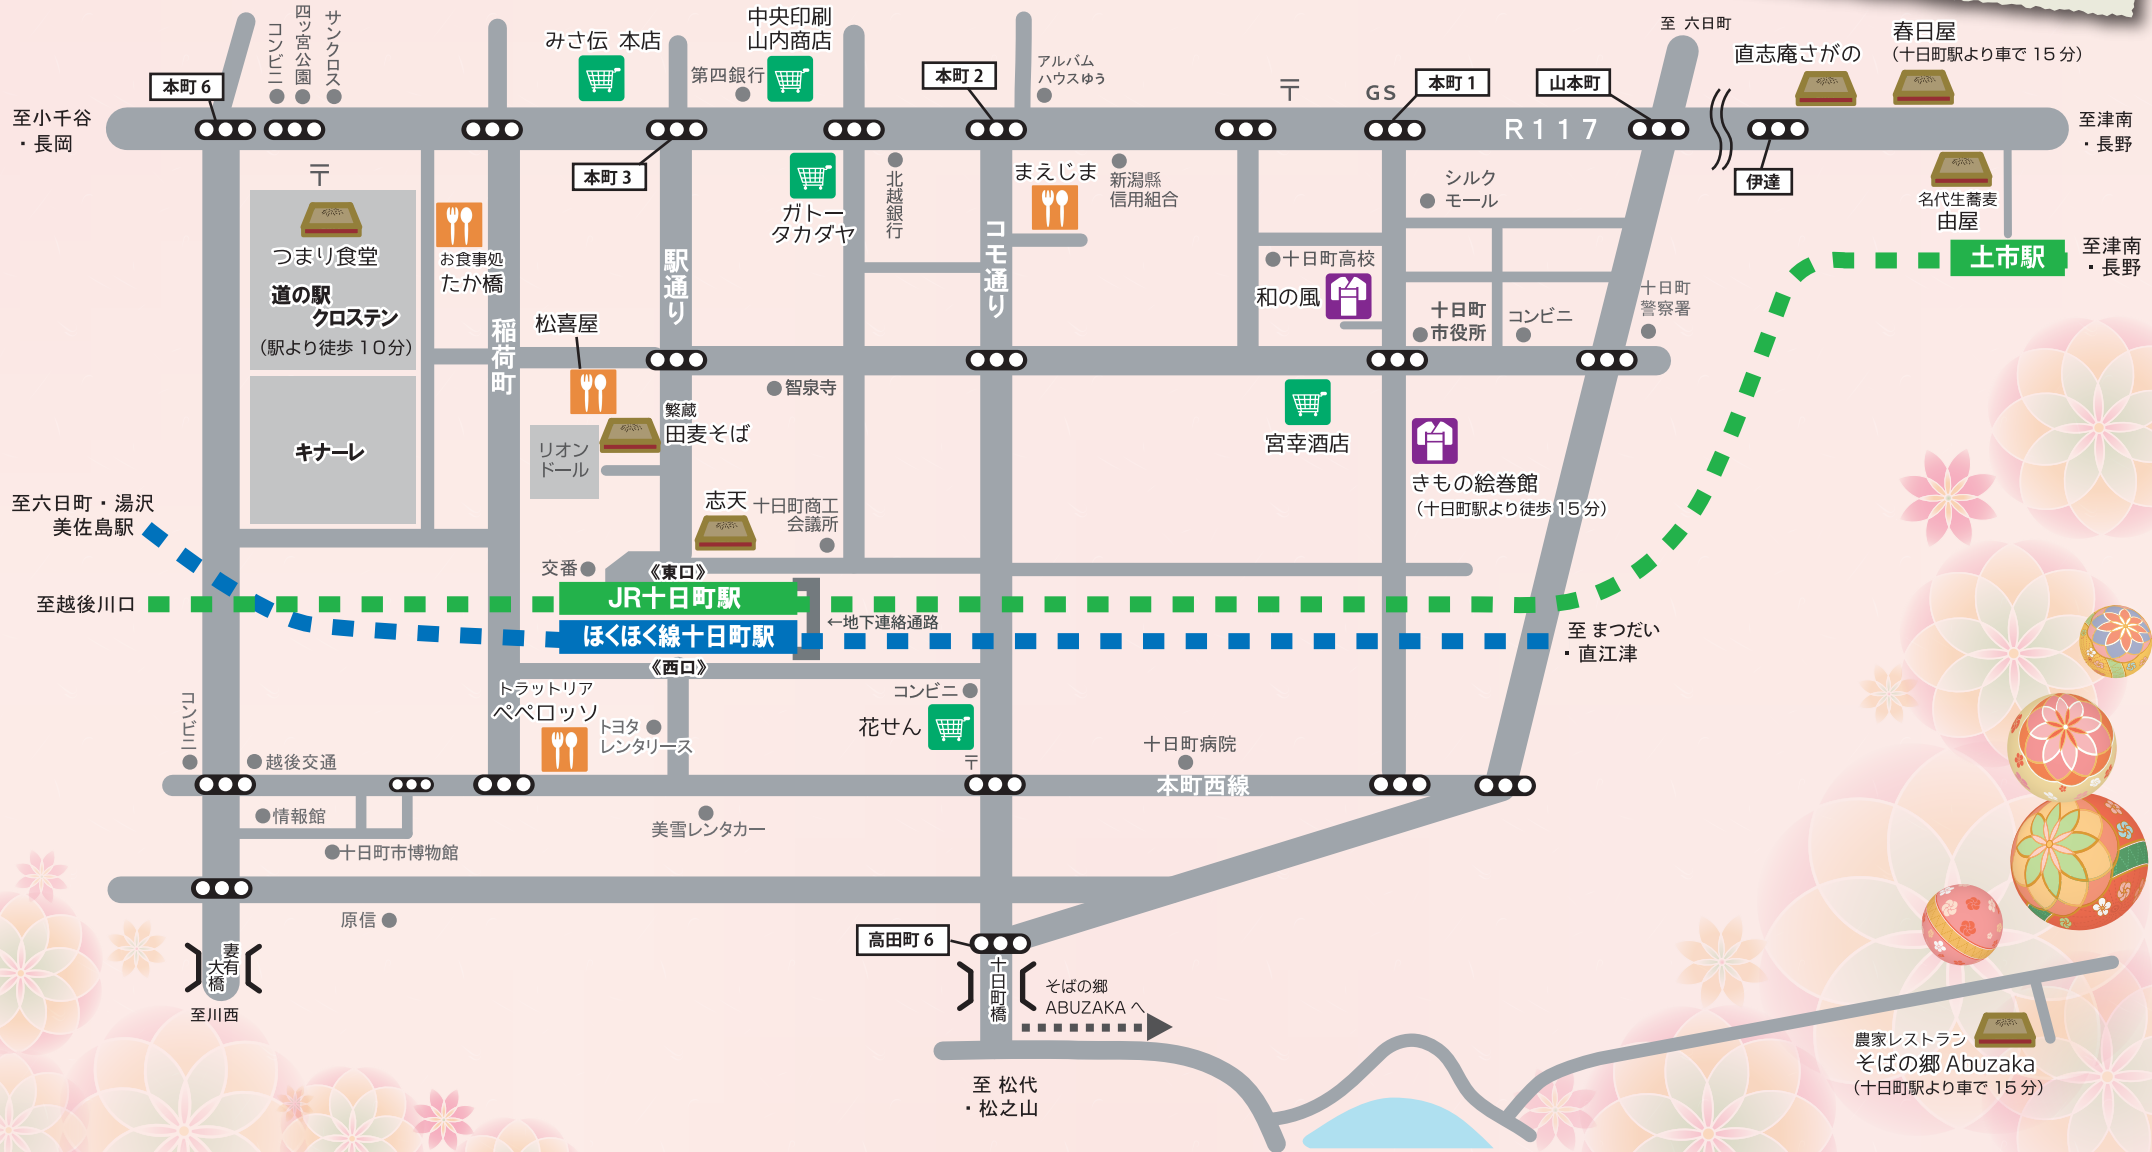 コンビニ
四ッ宮公園
サンクロス
みさ伝 本店
中央印刷
山内商店
第四銀行
アルバム
ハウスゆう
至 六日町
直志庵さがの
春日屋
(十日町駅より車で15分)
本町6
本町2
GS
本町1
山本町
至小千谷
・長岡
R117
至津南
・長野
本町3
伊達
〒
〒
つまり食堂
道の駅
クロステン
(駅より徒歩10分)
キナーレ
お食事処
たか橋
稲荷町
松喜屋
駅通り
ガトー
タカダヤ
北越銀行
コモ通り
まえじま
新潟縣
信用組合
シルク
モール
十日町高校
和の風
十日町
市役所
コンビニ
十日町
警察署
名代生蕎麦
由屋
土市駅
至津南
・長野
智泉寺
繁蔵
田麦そば
リオン
ドール
宮幸酒店
きもの絵巻館
(十日町駅より徒歩15分)
至六日町・湯沢
美佐島駅
志天
十日町商工
会議所
交番
《東口》
JR十日町駅
至越後川口
ほくほく線十日町駅
←地下連絡通路
《西口》
至 まつだい
・直江津
コンビニ
越後交通
トラットリア
ペペロッソ
トヨタ
レンタリース
コンビニ
花せん
〒
十日町病院
本町西線
情報館
十日町市博物館
美雪レンタカー
原信
妻有
大橋
至川西
高田町6
十日町橋
そばの郷
ABUZAKAへ
至 松代
・松之山
農家レストラン
そばの郷 Abuzaka
(十日町駅より車で15分)